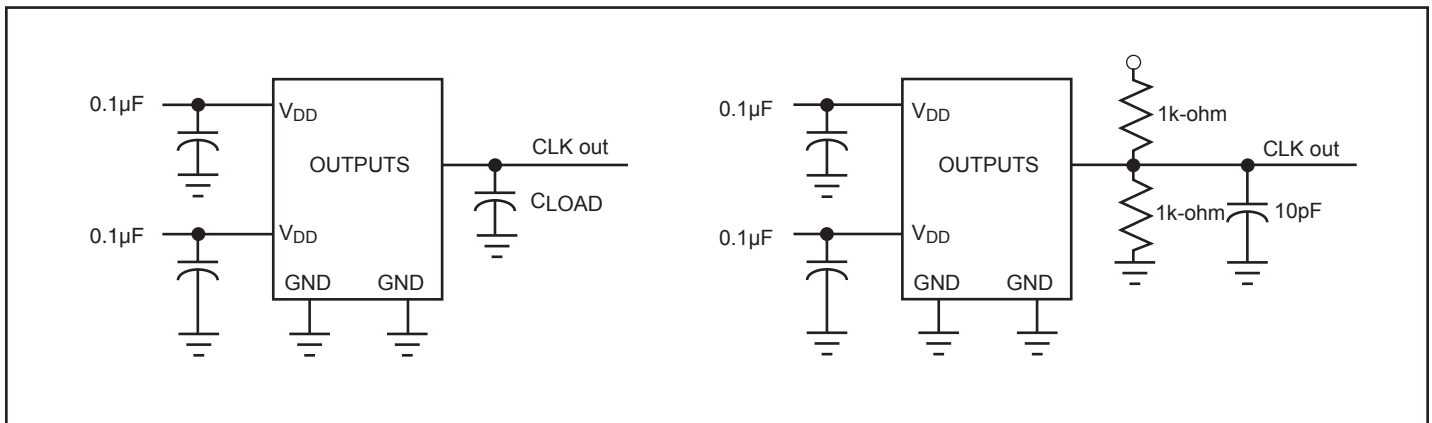 0.1µF
VDD
OUTPUTS
CLK out
CLOAD
0.1µF
VDD
GND GND
0.1µF
VDD
1k-ohm
OUTPUTS
CLK out
1k-ohm
10pF
0.1µF
VDD
GND GND